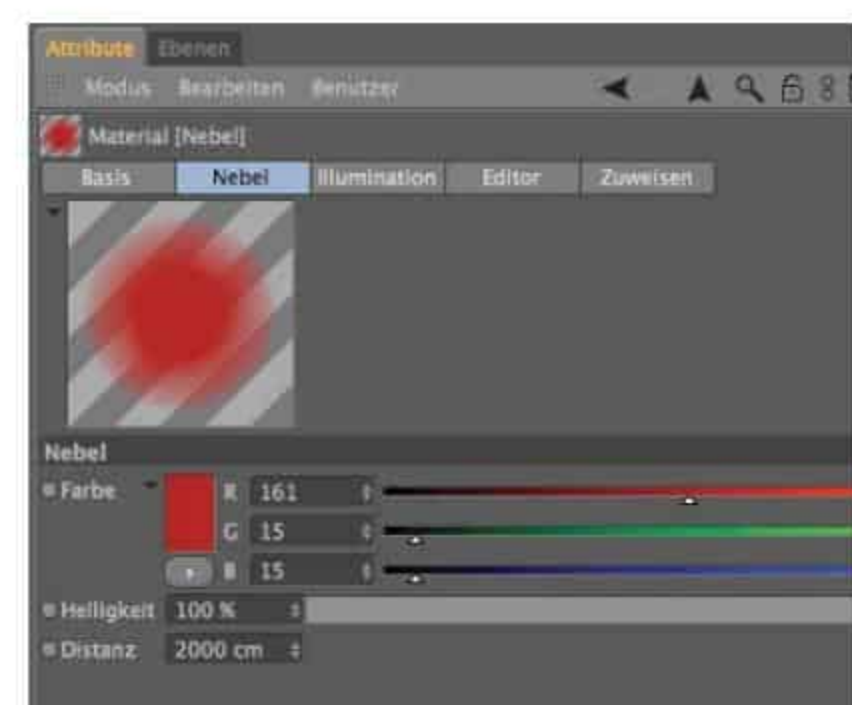 Attribute Ebenen
Modus Bearbeiten Benutzer
Material [Nebel]
Basis Nebel Illumination Editor Zuweisen
Nebel
Farbe R 161
G 15
B 15
Helligkeit 100 %
Distanz 2000 cm